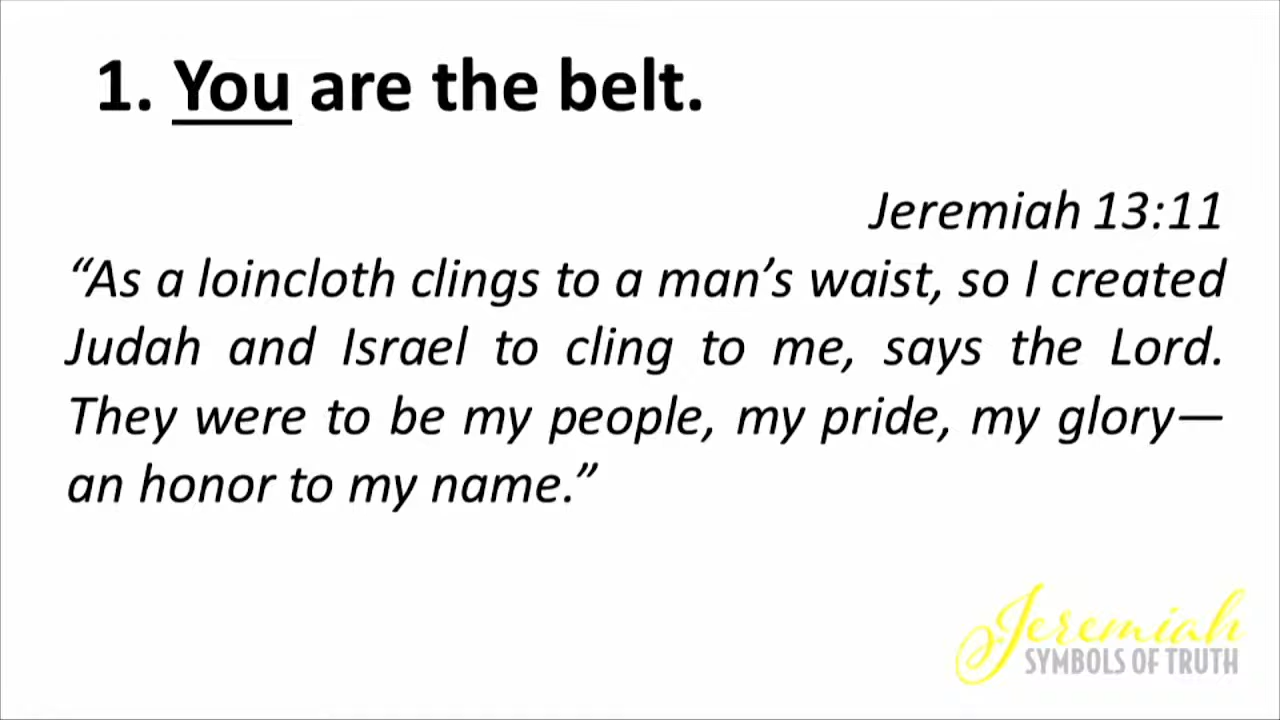 1. You are the belt.
Jeremiah 13:11
“As a loincloth clings to a man’s waist, so I created
Judah and Israel to cling to me, says the Lord.
They were to be my people, my pride, my glory—
an honor to my name.”
Jeremiah
SYMBOLS OF TRUTH